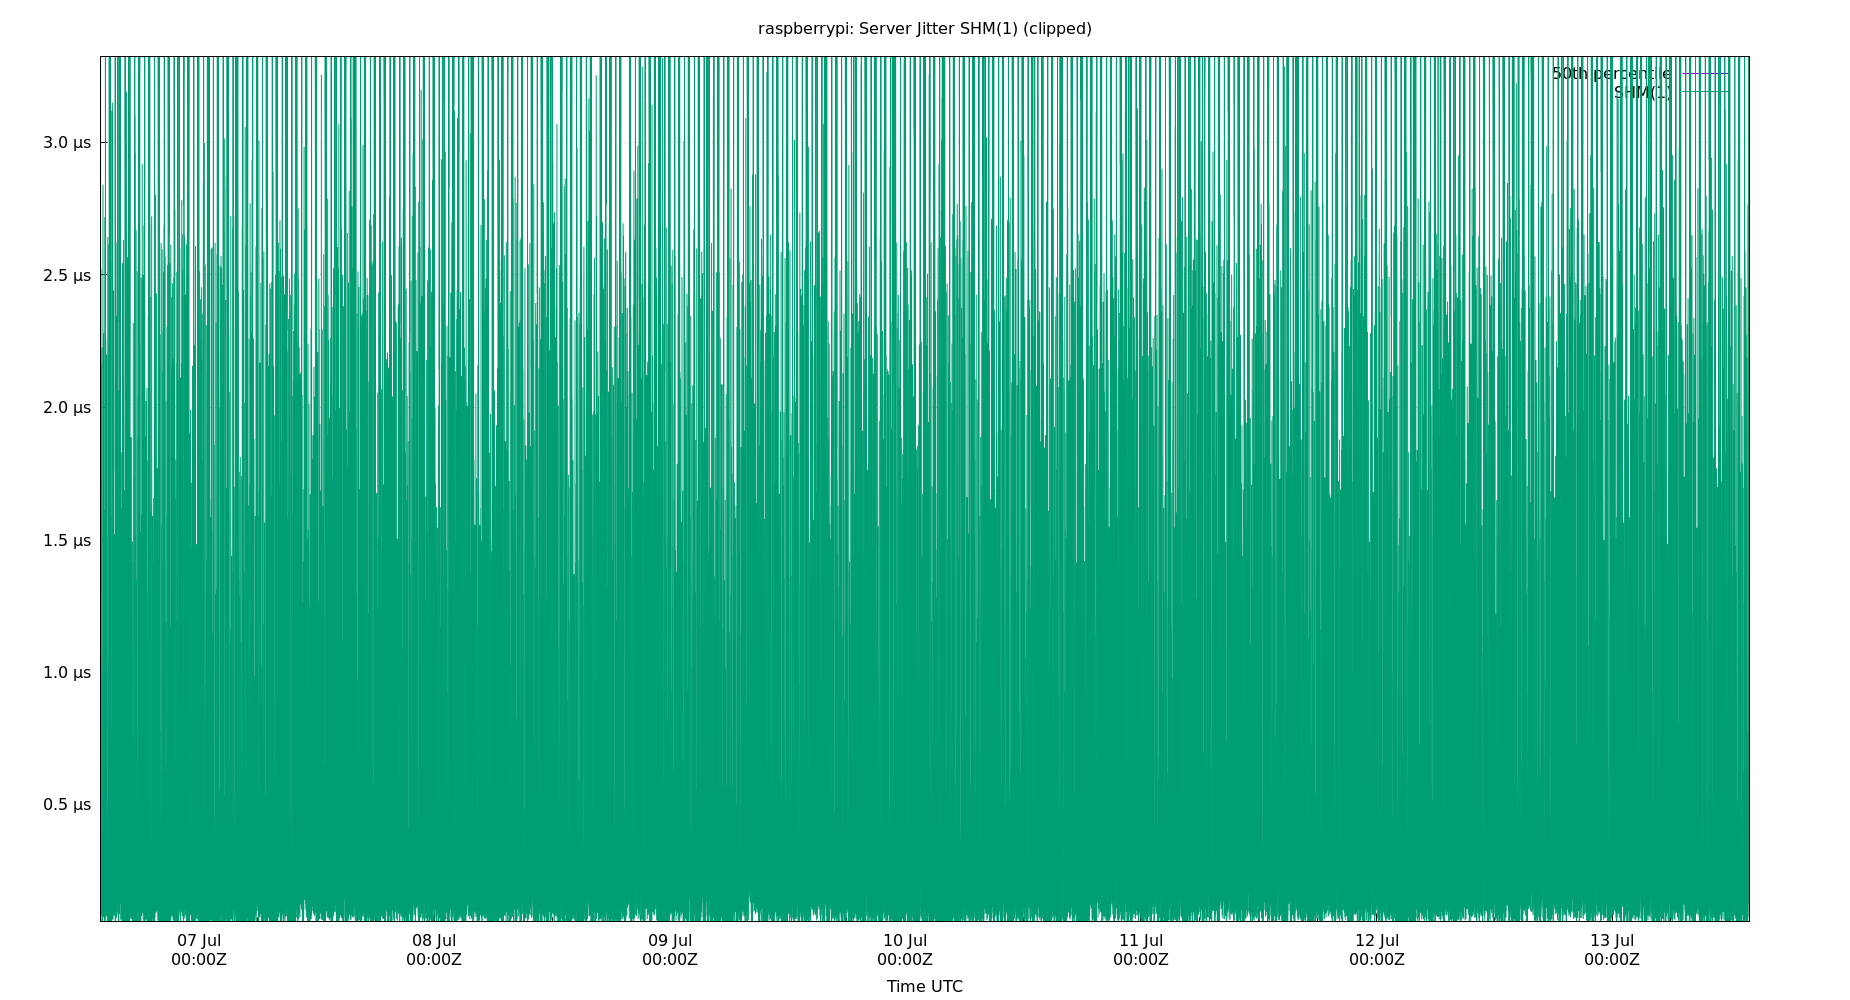 raspberrypi: Server Jitter SHM(1) (clipped)
50th percentile
SHM(1)
3.0 µs
2.5 µs
2.0 µs
1.5 µs
1.0 µs
0.5 µs
07 Jul 08 Jul 09 Jul 10 Jul 11 Jul 12 Jul 13 Jul
00:00Z 00:00Z 00:00Z 00:00Z 00:00Z 00:00Z 00:00Z
Time UTC